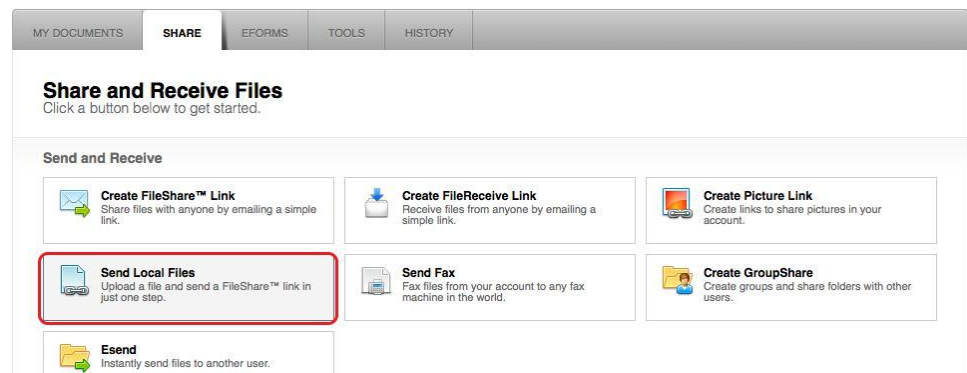 MY DOCUMENTS SHARE EFORMS TOOLS HISTORY
Share and Receive Files
Click a button below to get started.
Send and Receive
Create FileShare™ Link
Share files with anyone by emailing a simple
link.
Create FileReceive Link
Receive files from anyone by emailing a
simple link.
Create Picture Link
Create links to share pictures in your
account.
Send Local Files
Upload a file and send a FileShare™ link in
just one step.
Send Fax
Fax files from your account to any fax
machine in the world.
Create GroupShare
Create groups and share folders with other
users.
Esend
Instantly send files to another user.